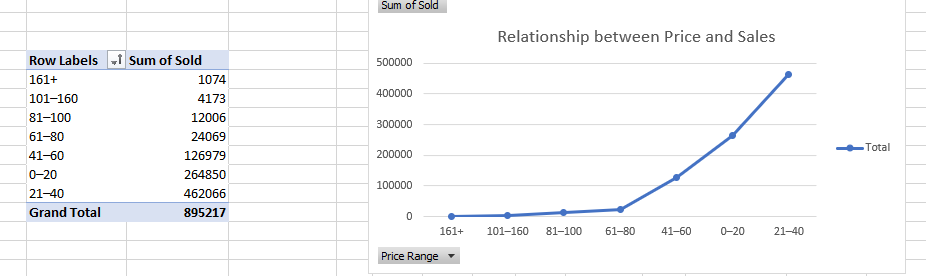 Sum of Sold
Relationship between Price and Sales
Row Labels Sum of Sold
161+ 1074
101–160 4173
81–100 12006
61–80 24069
41–60 126979
0–20 264850
21–40 462066
Grand Total 895217
500000
400000
300000
200000
100000
0
161+ 101–160 81–100 61–80 41–60 0–20 21–40
Total
Price Range